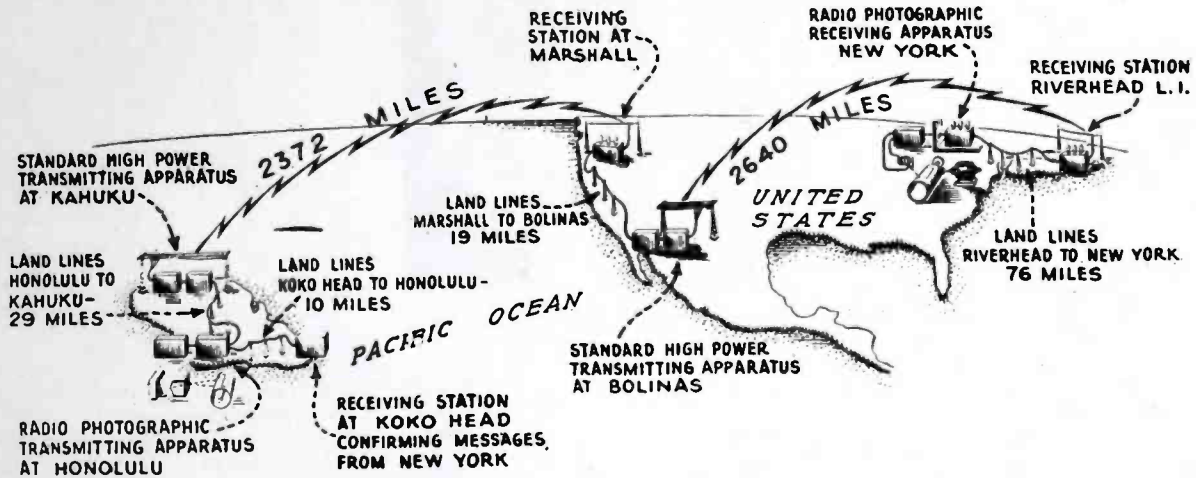 RECEIVING
STATION AT
MARSHALL
RADIO PHOTOGRAPHIC
RECEIVING APPARATUS
NEW YORK
RECEIVING STATION
RIVERHEAD L.I.
2372 MILES
2640 MILES
STANDARD HIGH POWER
TRANSMITTING APPARATUS
AT KAHUKU
LAND LINES
MARSHALL TO BOLINAS
19 MILES
UNITED
STATES
LAND LINES
RIVERHEAD TO NEW YORK
76 MILES
LAND LINES
HONOLULU TO
KAHUKU-
29 MILES
LAND LINES
KOKO HEAD TO HONOLULU-
10 MILES
PACIFIC OCEAN
STANDARD HIGH POWER
TRANSMITTING APPARATUS
AT BOLINAS
RADIO PHOTOGRAPHIC
TRANSMITTING APPARATUS
AT HONOLULU
RECEIVING STATION
AT KOKO HEAD
CONFIRMING MESSAGES,
FROM NEW YORK